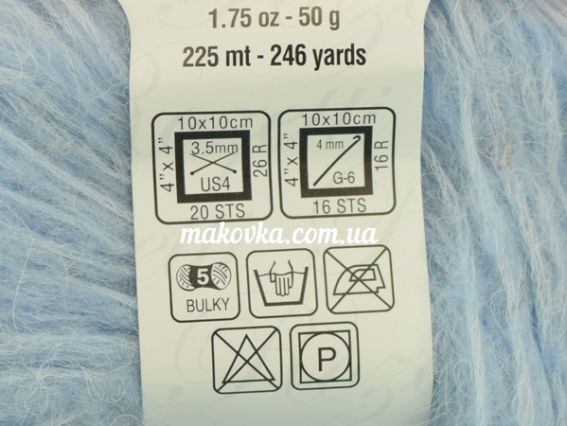 1.75 oz - 50 g
225 mt - 246 yards
10x10cm
4" x 4"
3.5mm
US4
26 R
20 STS
10x10cm
4" x 4"
4 mm
G-6
16 R
16 STS
makovka.com.ua
5
BULKY
P